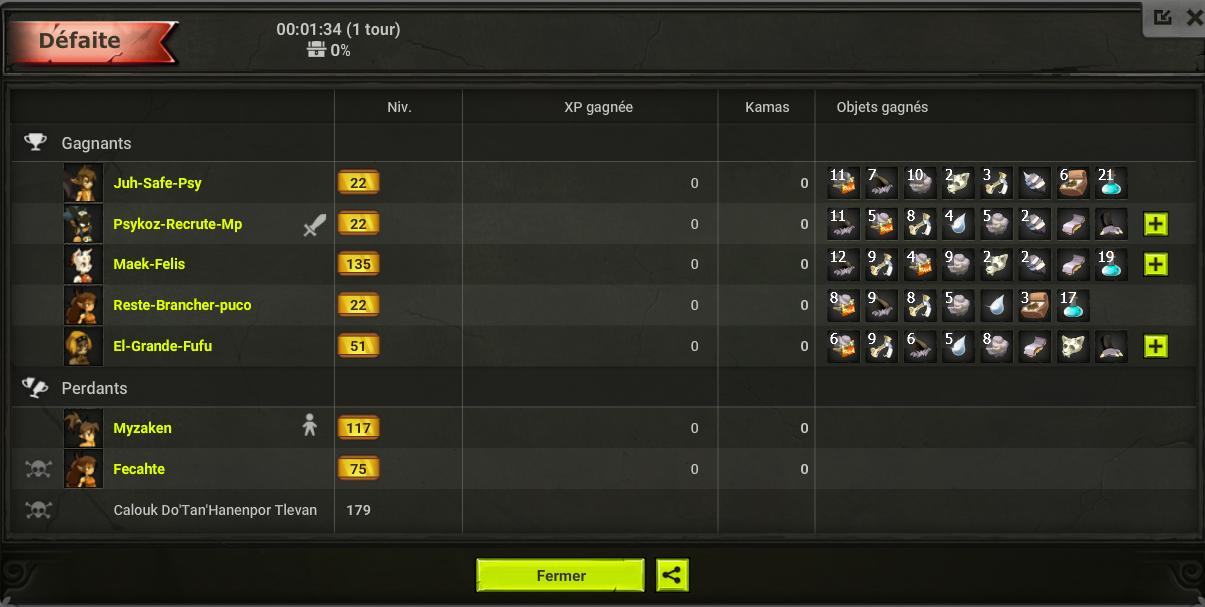 Défaite
00:01:34 (1 tour)
0%
Niv. XP gagnée Kamas Objets gagnés
Gagnants
Juh-Safe-Psy 22 0 0 11 7 10 2 3 6 21
Psykoz-Recrute-Mp 22 0 0 11 5 8 4 5 2
Maek-Felis 135 0 0 12 9 4 9 2 2 19
Reste-Brancher-puco 22 0 0 8 9 8 5 3 17
El-Grande-Fufu 51 0 0 6 9 6 5 8
Perdants
Myzaken 117 0 0
Fecahte 75 0 0
Calouk Do'Tan'Hanenpor Tlevan 179
Fermer